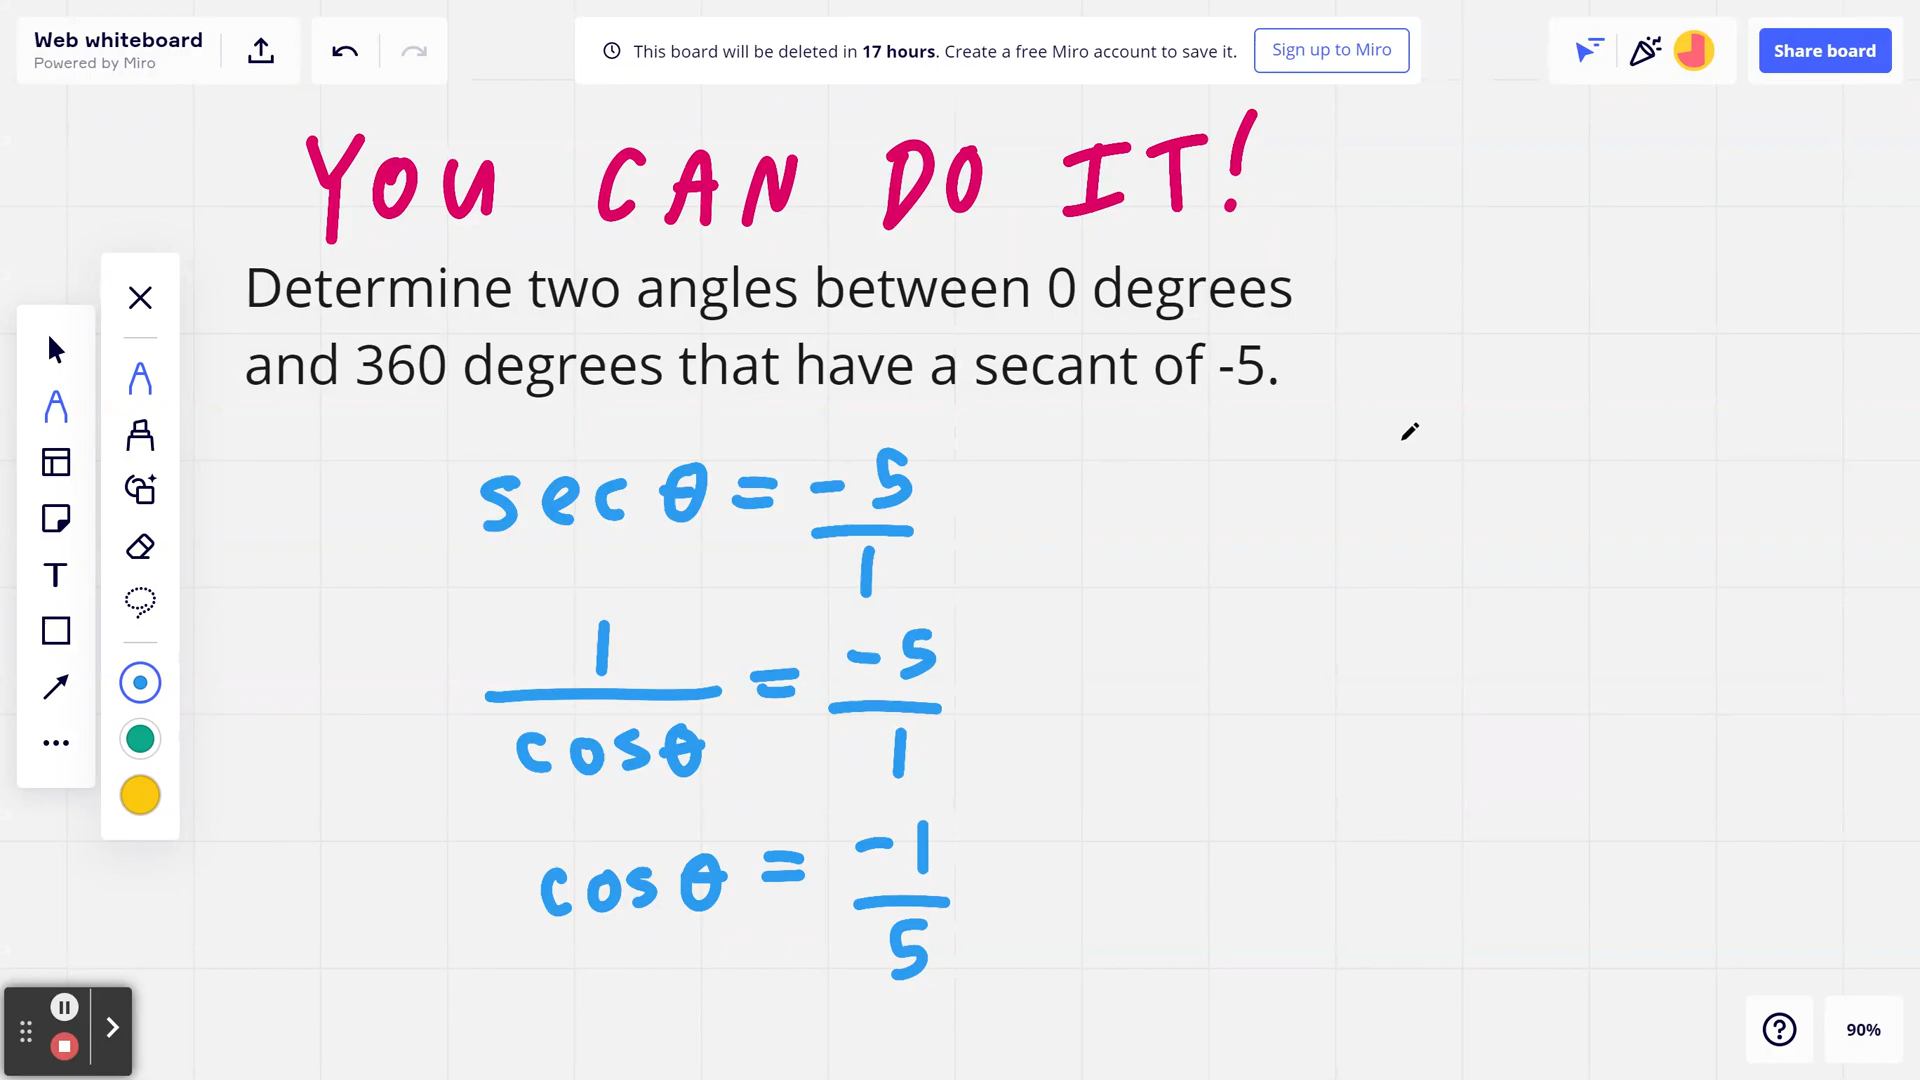 Web whiteboard
Powered by Miro
This board will be deleted in 17 hours. Create a free Miro account to save it.
Sign up to Miro
Share board
YOU CAN DO IT!
Determine two angles between 0 degrees
and 360 degrees that have a secant of -5.
T
sec θ = -5/1
1/cosθ = -5/1
cos θ = -1/5
90%